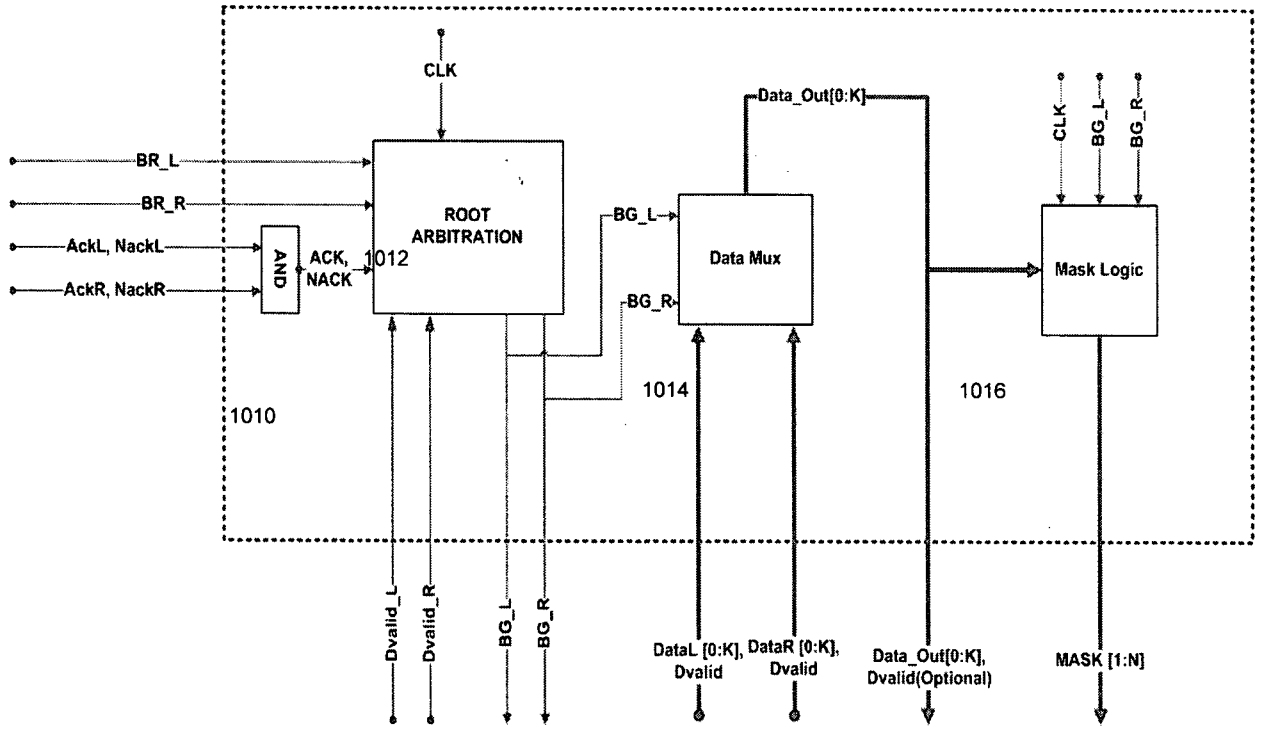 CLK
Data_Out[0:K]
CLK
BG_L
BG_R
BR_L
BR_R
ROOT
ARBITRATION
BG_L
AckL, NackL
AND
ACK,
NACK
1012
Data Mux
Mask Logic
AckR, NackR
BG_R
1010
1014
1016
Dvalid_L
Dvalid_R
BG_L
BG_R
DataL [0:K],
Dvalid
DataR [0:K],
Dvalid
Data_Out[0:K],
Dvalid(Optional)
MASK [1:N]